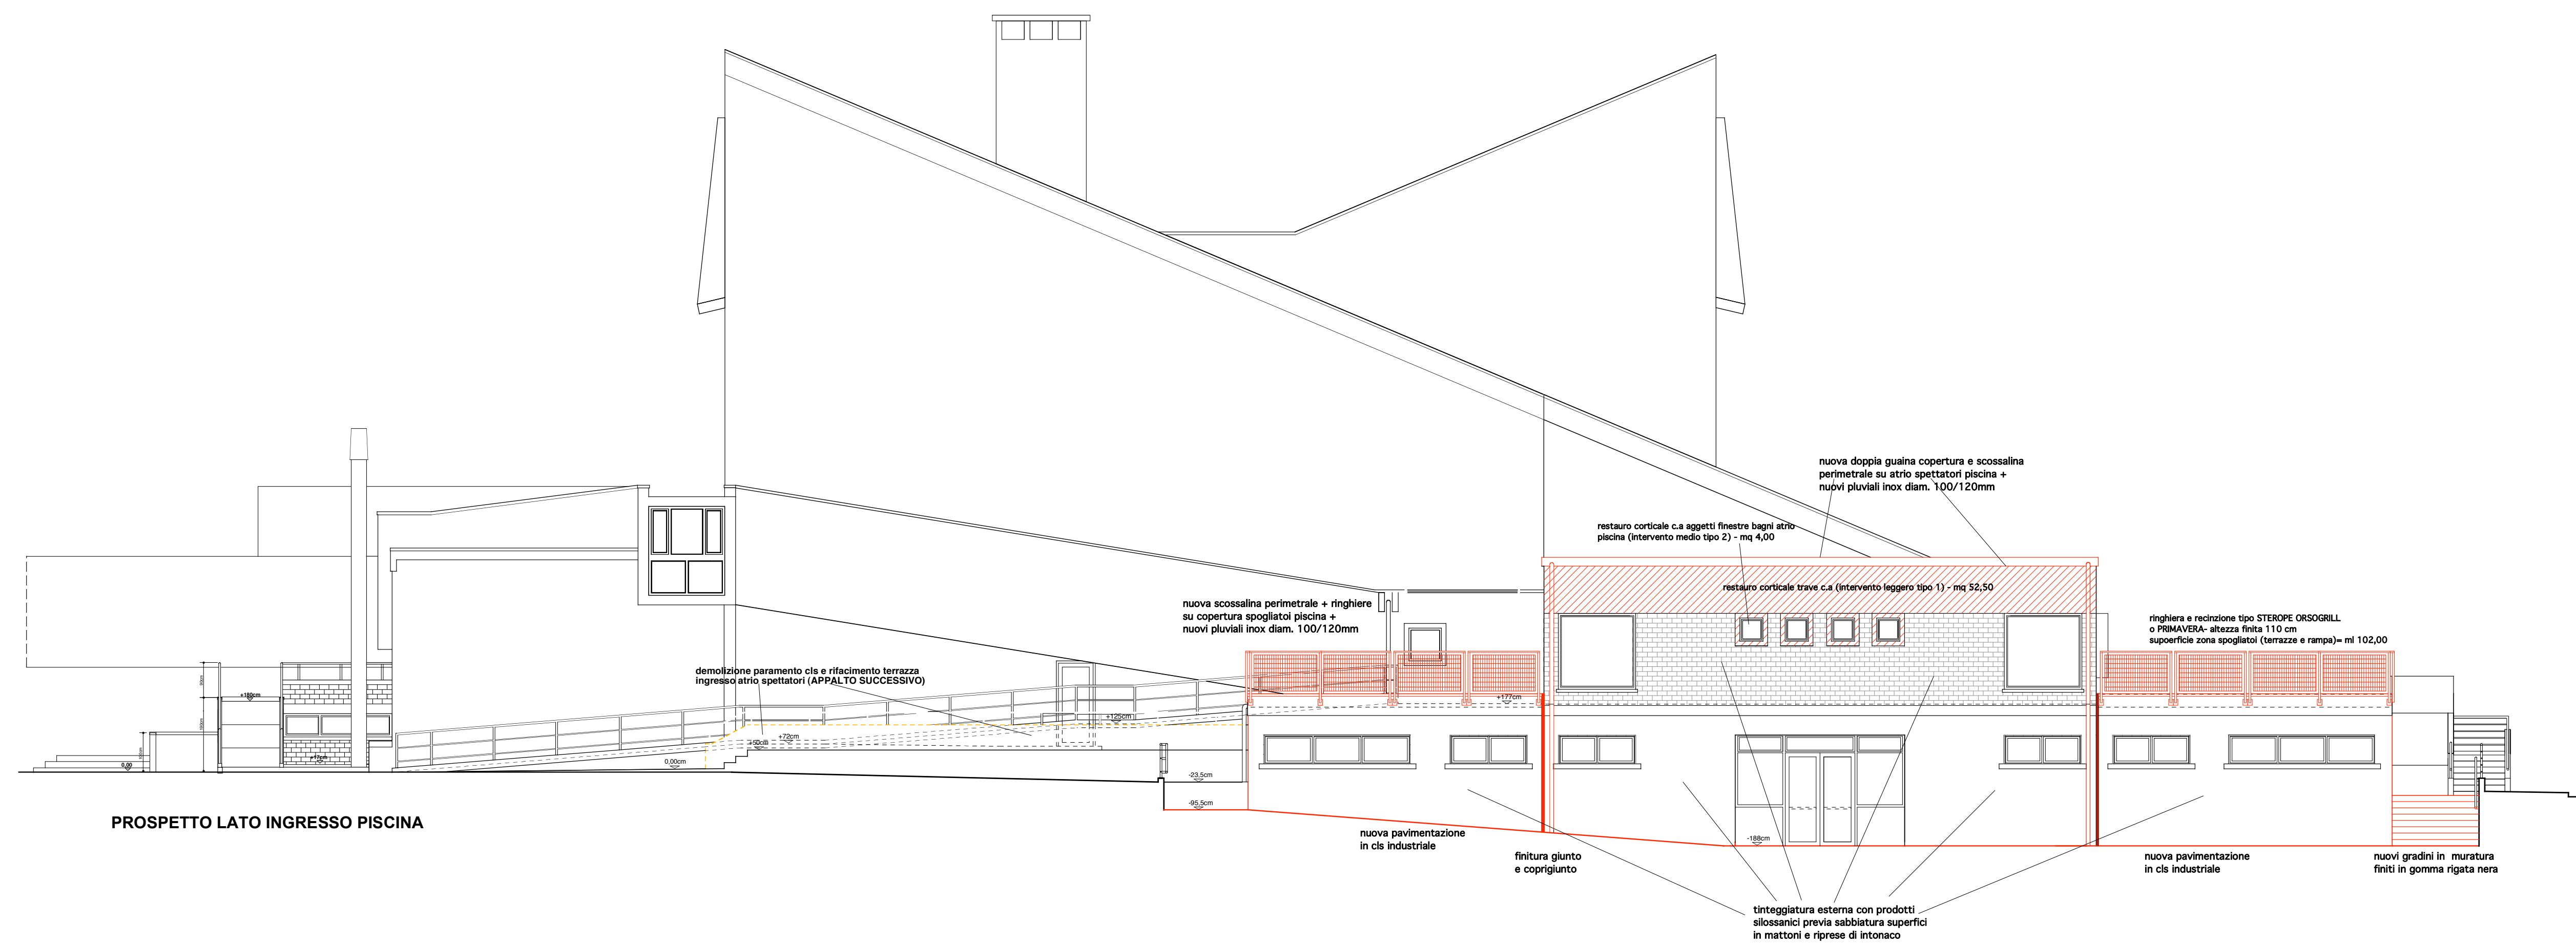 nuova doppia guaina copertura e scossalina
perimetrale su atrio spettatori piscina +
nuovi pluviali inox diam. 100/120mm
restauro corticale c.a aggetti finestre bagni atrio
piscina (intervento medio tipo 2) - mq 4,00
restauro corticale trave c.a (intervento leggero tipo 1) - mq 52,50
nuova scossalina perimetrale + ringhiere
su copertura spogliatoi piscina +
nuovi pluviali inox diam. 100/120mm
ringhiera e recinzione tipo STEROPE ORSOGRILL
o PRIMAVERA- altezza finita 110 cm
supoerficie zona spogliatoi (terrazze e rampa)= ml 102,00
demolizione paramento cls e rifacimento terrazza
ingresso atrio spettatori (APPALTO SUCCESSIVO)
+180cm
+177cm
+125cm
+72cm
0,00
0,00cm
-23,5cm
-95,5cm
-188cm
PROSPETTO LATO INGRESSO PISCINA
nuova pavimentazione
in cls industriale
finitura giunto
e coprigiunto
nuova pavimentazione
in cls industriale
nuovi gradini in muratura
finiti in gomma rigata nera
tinteggiatura esterna con prodotti
silossanici previa sabbiatura superfici
in mattoni e riprese di intonaco